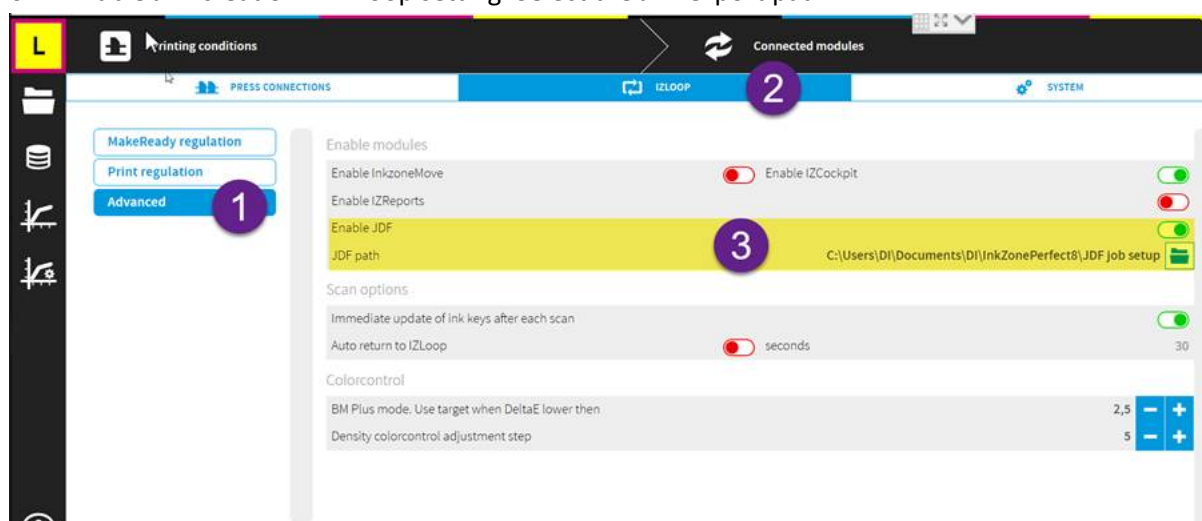 L
Printing conditions
Connected modules
PRESS CONNECTIONS
IZLOOP
2
SYSTEM
MakeReady regulation
Print regulation
Advanced
1
Enable modules
Enable InkzoneMove
Enable IZCockpit
Enable IZReports
Enable JDF
JDF path
3
C:\Users\DI\Documents\DI\InkZonePerfect8\JDF job setup
Scan options
Immediate update of ink keys after each scan
Auto return to IZLoop
seconds
30
Colorcontrol
BM Plus mode. Use target when DeltaE lower then
2,5
Density colorcontrol adjustment step
5